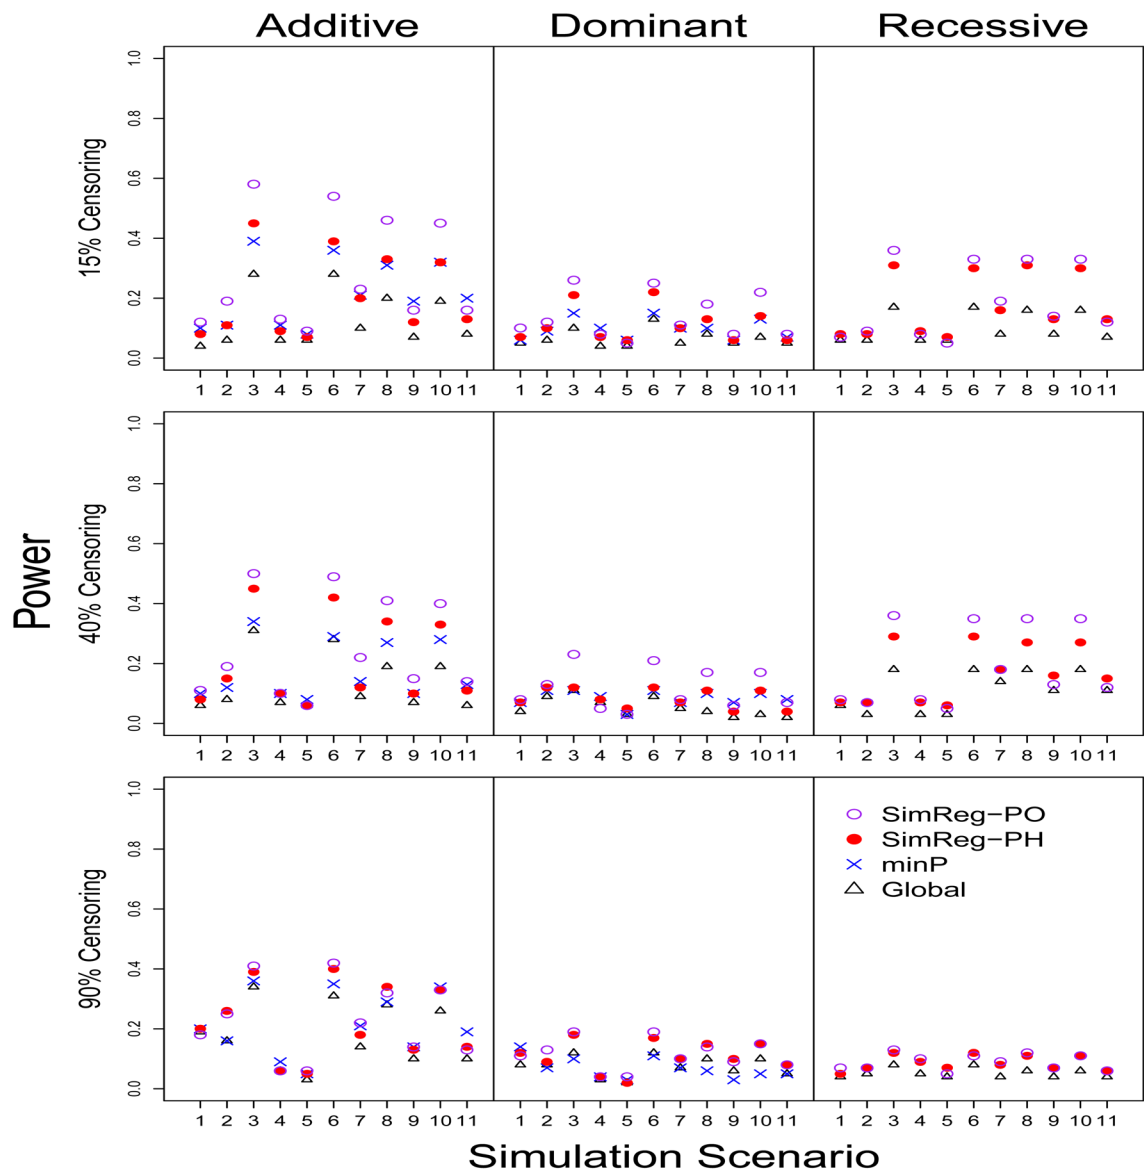 Additive Dominant Recessive
15% Censoring
0.0 0.2 0.4 0.6 0.8 1.0
1 2 3 4 5 6 7 8 9 10 11 1 2 3 4 5 6 7 8 9 10 11 1 2 3 4 5 6 7 8 9 10 11
Power
40% Censoring
0.0 0.2 0.4 0.6 0.8 1.0
1 2 3 4 5 6 7 8 9 10 11 1 2 3 4 5 6 7 8 9 10 11 1 2 3 4 5 6 7 8 9 10 11
90% Censoring
0.0 0.2 0.4 0.6 0.8 1.0
SimReg−PO
SimReg−PH
minP
Global
1 2 3 4 5 6 7 8 9 10 11 1 2 3 4 5 6 7 8 9 10 11 1 2 3 4 5 6 7 8 9 10 11
Simulation Scenario